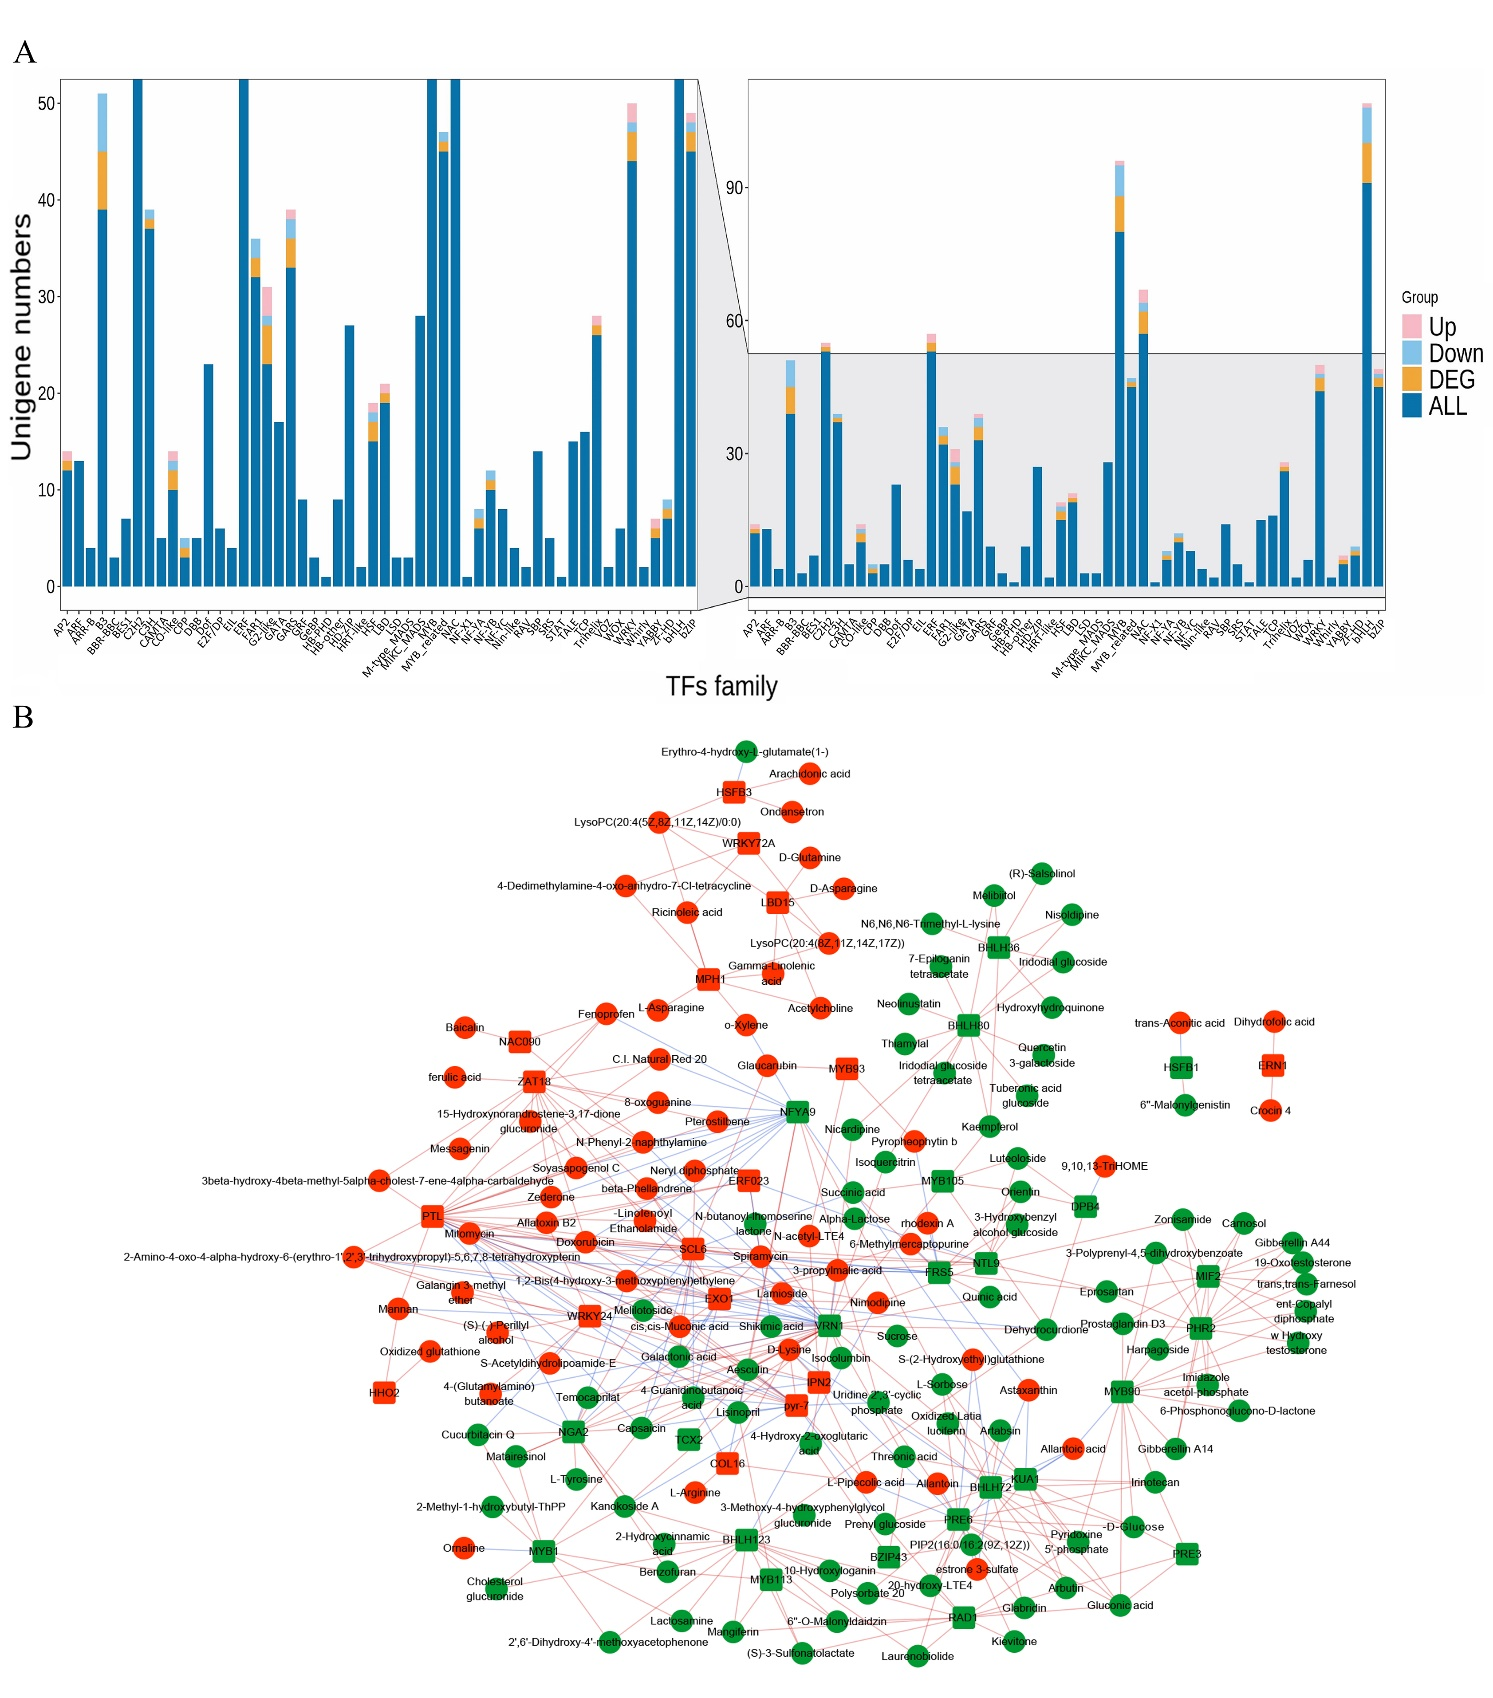 A
Unigene numbers
50
40
30
20
10
0
90
60
30
0
Group
Up
Down
DEG
ALL
AP2
ARF
ARR-B
B3
BBR-BBC
BES1
C2H2
C3H
CAMTA
CO-like
CPP
DBB
Dof
E2F/DP
EIL
ERF
FAR1
G2-like
GATA
GARS
GRF
GeBP
HB-PHD
HB-other
HD-ZIP
HRT-like
HSF
LBD
LSD
M-type_MADS
MIKC_MADS
MYB
MYB_related
NAC
NF-X1
NF-YA
NF-YB
NF-YC
Nin-like
RAV
SBP
SRS
STAT
TALE
TCP
Trihelix
VOZ
WOX
WRKY
Whirly
YABBY
ZF-HD
bHLH
bZIP
TFs family
B
Erythro-4-hydroxy-L-glutamate(1-)
Arachidonic acid
HSFB3
Ondansetron
LysoPC(20:4(5Z,8Z,11Z,14Z)/0:0)
WRKY72A
D-Glutamine
4-Dedimethylamine-4-oxo-anhydro-7-Cl-tetracycline
D-Asparagine
LBD15
Ricinoleic acid
LysoPC(20:4(8Z,11Z,14Z,17Z))
Gamma-Linolenic
acid
MPH1
L-Asparagine
Acetylcholine
o-Xylene
Fenoprofen
Baicalin
NAC090
C.I. Natural Red 20
Glaucarubin
MYB93
ferulic acid
ZAT18
8-oxoguanine
Pterostilbene
NFYA9
15-Hydroxynorandrostene-3,17-dione
glucuronide
N-Phenyl-2-naphthylamine
Messagenin
Soyasapogenol C
Neryl diphosphate
3beta-hydroxy-4beta-methyl-5alpha-cholest-7-ene-4alpha-carbaldehyde
beta-Phellandrene
ERF023
Zederone
PTL
Aflatoxin B2
-Linolenoyl
Ethanolamide
N-butanoyl-lhomoserine
lactone
Mitomycin
Doxorubicin
SCL6
Spiramycin
N-acetyl-LTE4
2-Amino-4-oxo-4-alpha-hydroxy-6-(erythro-1',2',3'-trihydroxypropyl)-5,6,7,8-tetrahydroxypterin
3-propylmalic acid
1,2-Bis(4-hydroxy-3-methoxyphenyl)ethylene
Galangin 3-methyl
ether
EXO1
Lamioside
Nimodipine
Mannan
WRKY24
Melilotoside
cis,cis-Muconic acid
Shikimic acid
VRN1
(S)-(-)-Perillyl
alcohol
Oxidized glutathione
S-Acetyldihydrolipoamide-E
Galactonic acid
D-Lysine
Isocolumbin
Sucrose
HHO2
4-(Glutamylamino)
butanoate
Temocaprilat
4-Guanidinobutanoic
acid
Aesculin
IPN2
pyr-7
Uridine 2',3'-cyclic
phosphate
Lisinopril
Cucurbitacin Q
NGA2
Capsaicin
TCX2
4-Hydroxy-2-oxoglutaric
acid
Matairesinol
COL16
L-Tyrosine
L-Arginine
L-Pipecolic acid
2-Methyl-1-hydroxybutyl-ThPP
Kanokoside A
3-Methoxy-4-hydroxyphenylglycol
glucuronide
Ornaline
MYB1
2-Hydroxycinnamic
acid
BHLH123
Benzofuran
MYB113
10-Hydroxyloganin
Cholesterol
glucuronide
Polysorbate 20
Lactosamine
Mangiferin
6"-O-Malonyldaidzin
2',6'-Dihydroxy-4'-methoxyacetophenone
(S)-3-Sulfonatolactate
Laurenobiolide
(R)-Salsolinol
Melibiitol
N6,N6,N6-Trimethyl-L-lysine
Nisoldipine
BHLH36
7-Epiloganin
tetraacetate
Iridodial glucoside
Neolinustatin
Hydroxyhydroquinone
BHLH80
Thiamylal
Quercetin
3-galactoside
Iridodial glucoside
tetraacetate
Tuberonic acid
glucoside
Kaempferol
Nicardipine
Pyropheophytin b
Isoquercitrin
Luteoloside
9,10,13-TriHOME
MYB105
Succinic acid
Orientin
DPB4
Alpha-Lactose
rhodexin A
3-Hydroxybenzyl
alcohol glucoside
6-Methylmercaptopurine
FRS5
NTL9
Quinic acid
Dehydrocurdione
trans-Aconitic acid
Dihydrofolic acid
HSFB1
ERN1
6"-Malonylgenistin
Crocin 4
Zonisamide
Carnosol
3-Polyprenyl-4,5-dihydroxybenzoate
Gibberellin A44
19-Oxotestosterone
MIF2
trans,trans-Farnesol
Eprosartan
ent-Copalyl
diphosphate
Prostaglandin D3
PHR2
w Hydroxy
testosterone
Harpagoside
Imidazole
acetol-phosphate
MYB90
6-Phosphonoglucono-D-lactone
S-(2-Hydroxyethyl)glutathione
L-Sorbose
Astaxanthin
Oxidized Latia
luciferin
Artabsin
Allantoic acid
Gibberellin A14
Threonic acid
Allantoin
BHLH72
KUA1
Irinotecan
Prenyl glucoside
PRE6
-D-Glucose
Pyridoxine
5'-phosphate
PIP2(16:0/16:2(9Z,12Z))
BZIP43
PRE3
estrone 3-sulfate
20-hydroxy-LTE4
Arbutin
Glabridin
Gluconic acid
RAD1
Kievitone